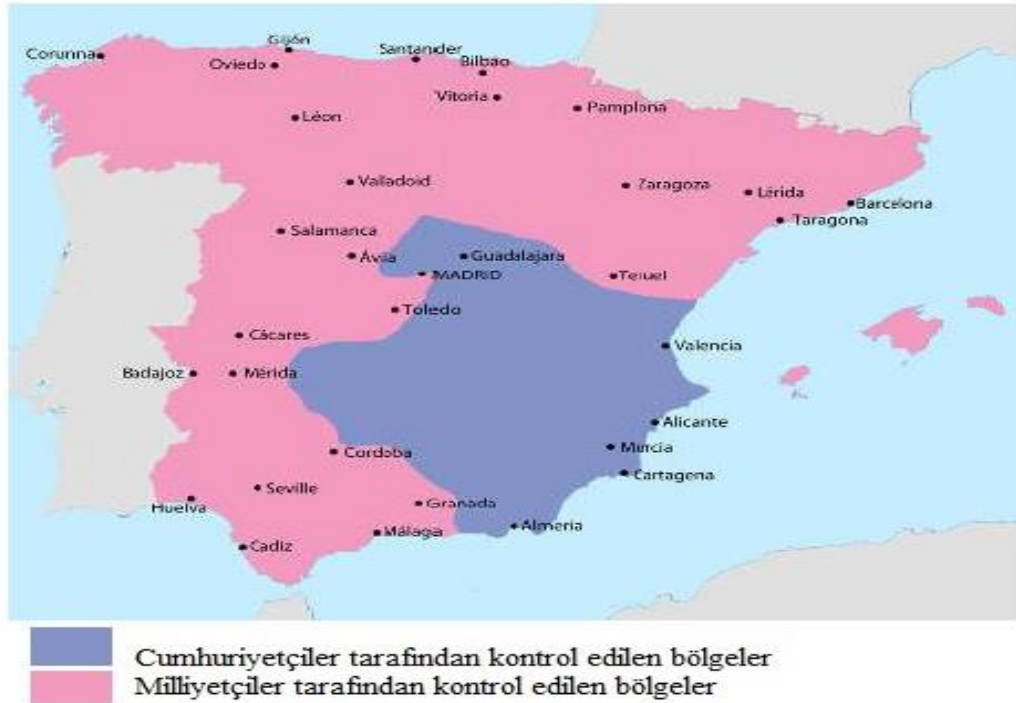 Gijón
Corunna
Santander
Oviedo
Bilbao
Vitoria
Pamplona
Léon
Valladoid
Zaragoza
Lérida
Barcelona
Taragona
Salamanca
Ávila
Guadalajara
MADRID
Teruel
Toledo
Cácares
Valencia
Badajoz
Mérida
Alicante
Cordoba
Murcia
Cartagena
Seville
Huelva
Granada
Málaga
Almeria
Cadiz
Cumhuriyetçiler tarafından kontrol edilen bölgeler
Milliyetçiler tarafından kontrol edilen bölgeler